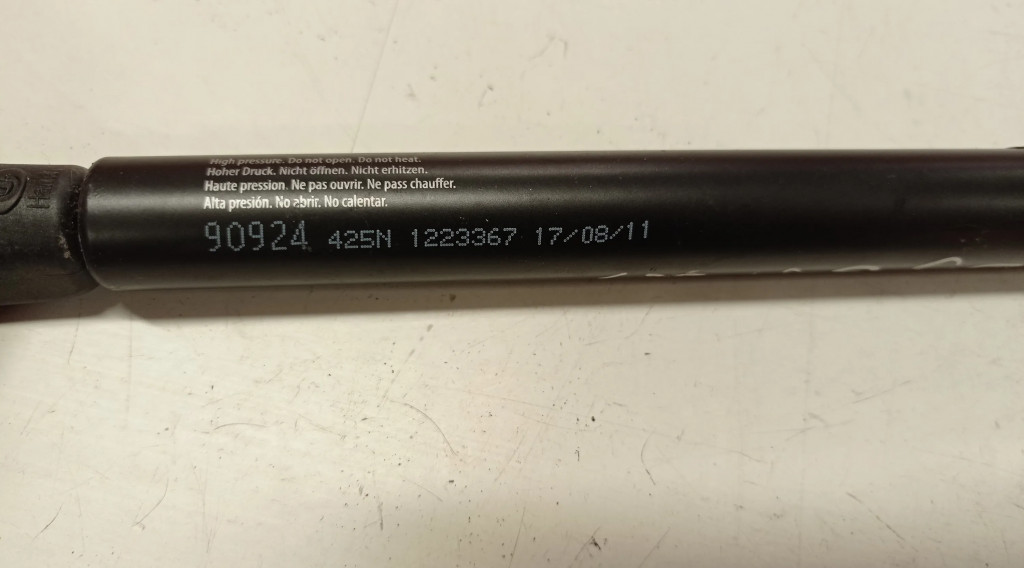 High pressure. Do not open. Do not heat.
Hoher Druck. Nicht öffnen. Nicht erhitzen.
Haute pression. Ne pas ouvrir. Ne pass chauffer.
Alta presión. No abrir. No calentar.
90924 425N 1223367 17/08/11